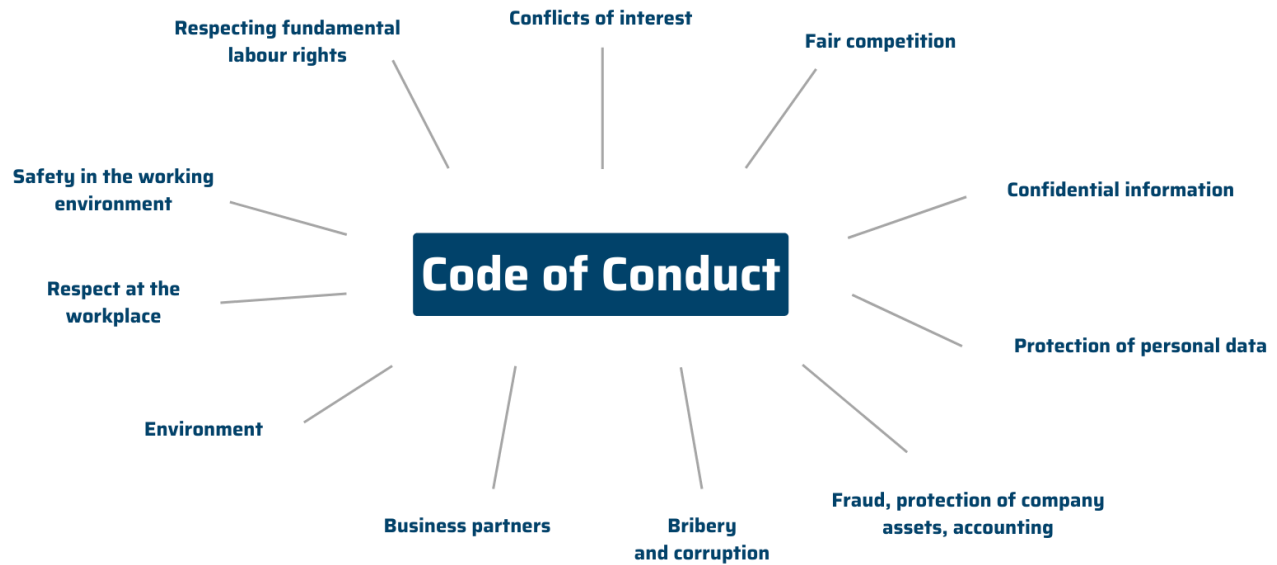 Conflicts of interest
Respecting fundamental
labour rights
Fair competition
Safety in the working
environment
Confidential information
Code of Conduct
Respect at the
workplace
Protection of personal data
Environment
Fraud, protection of company
assets, accounting
Business partners
Bribery
and corruption